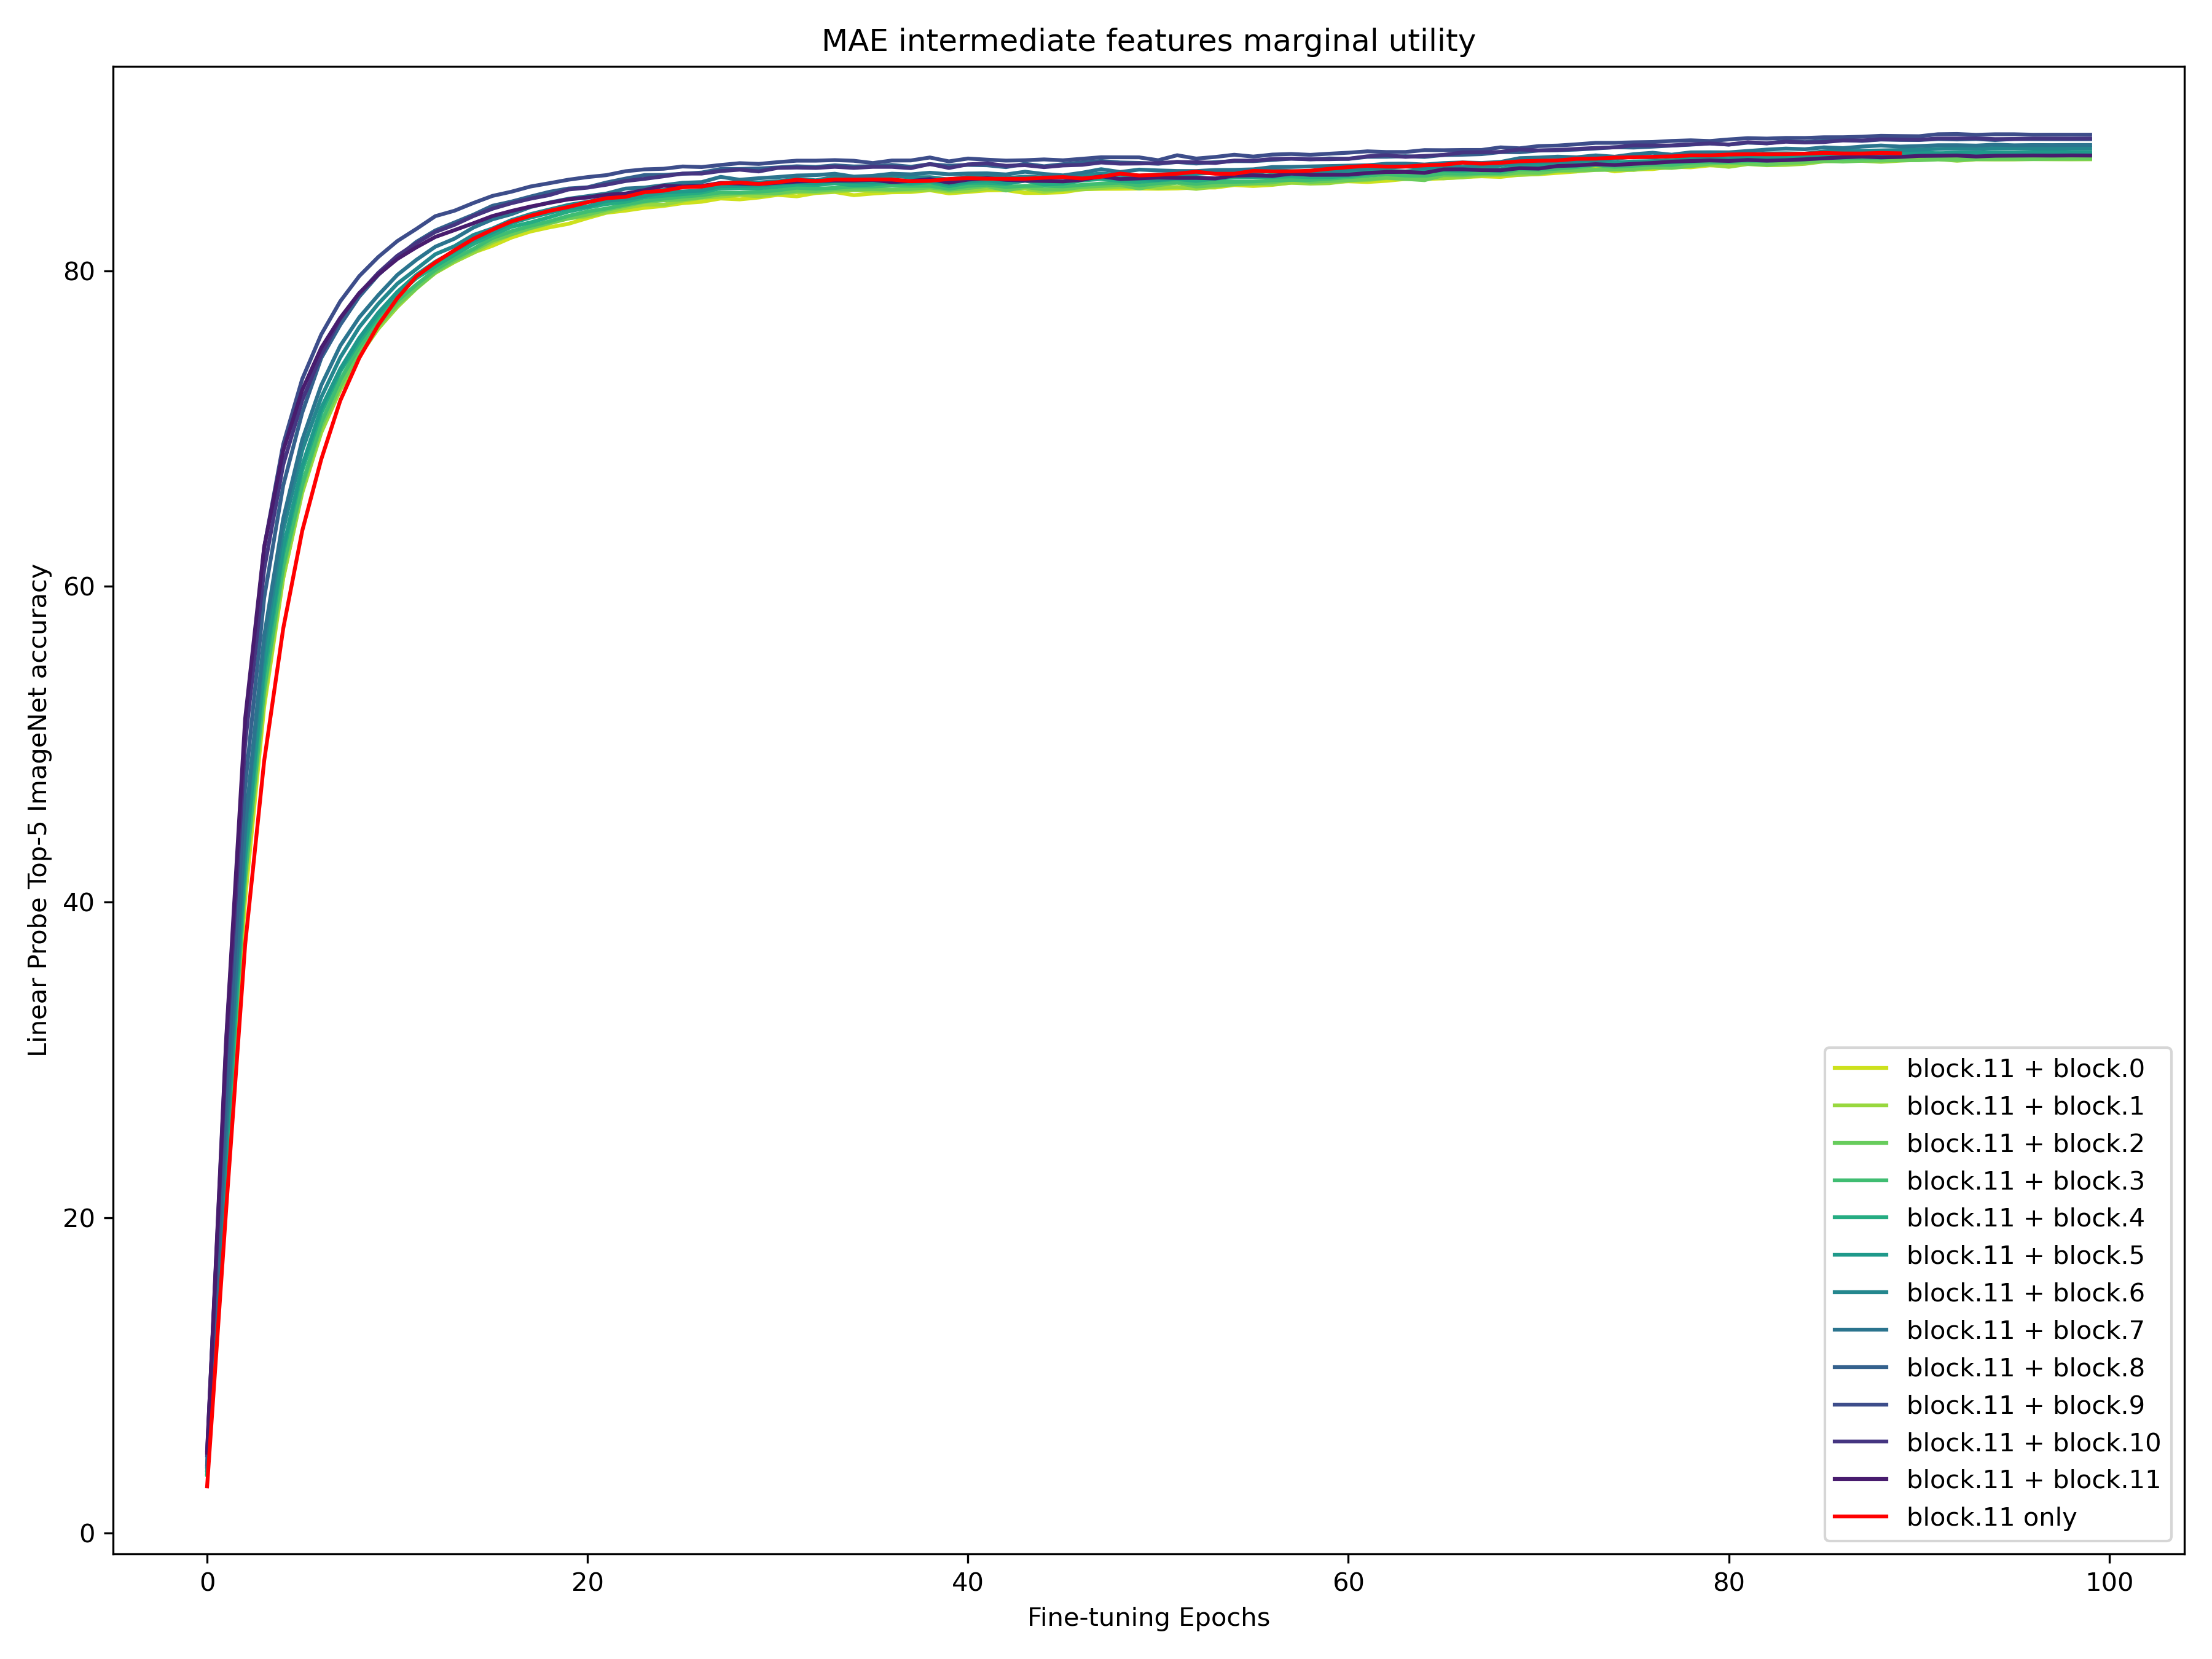 MAE intermediate features marginal utility
Linear Probe Top-5 ImageNet accuracy
80
60
40
20
0
0 20 40 60 80 100
Fine-tuning Epochs
block.11 + block.0
block.11 + block.1
block.11 + block.2
block.11 + block.3
block.11 + block.4
block.11 + block.5
block.11 + block.6
block.11 + block.7
block.11 + block.8
block.11 + block.9
block.11 + block.10
block.11 + block.11
block.11 only